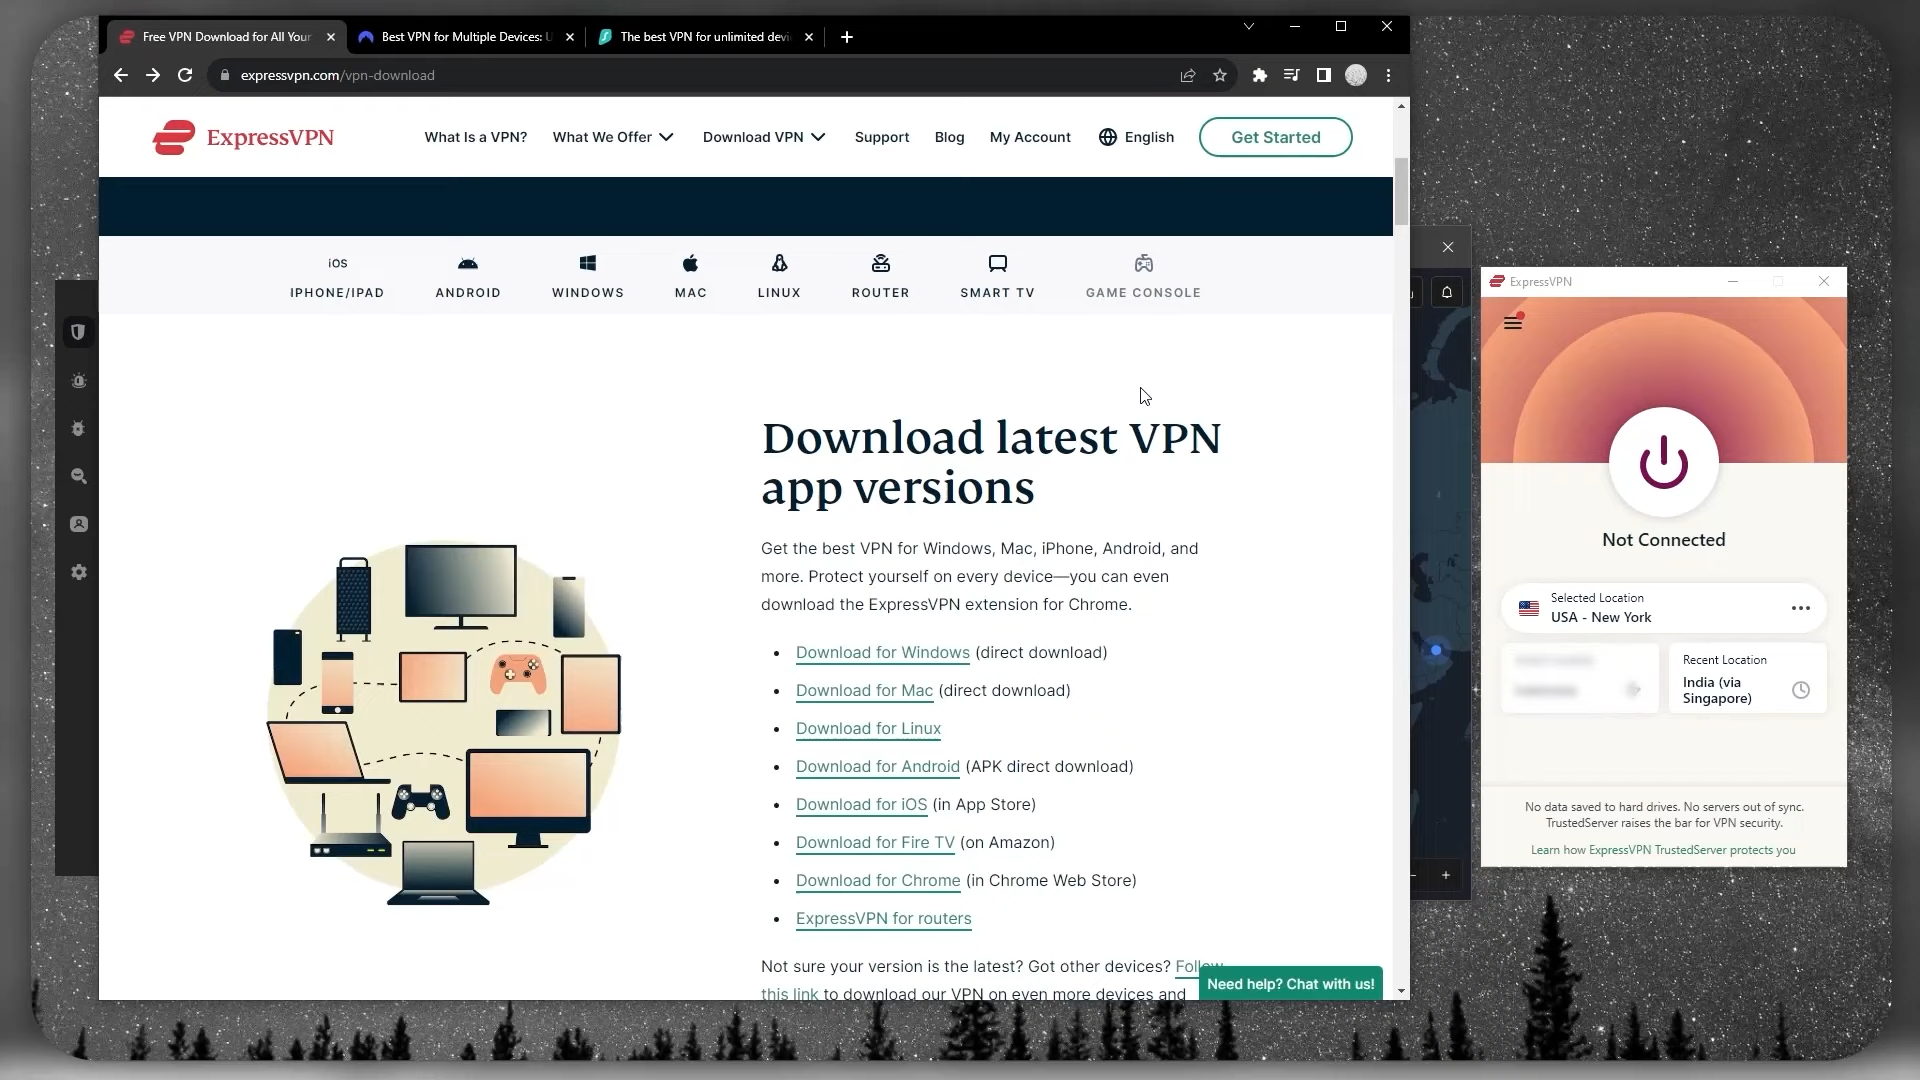 Free VPN Download for All Your
Best VPN for Multiple Devices: U
The best VPN for unlimited devi
expressvpn.com/vpn-download
ExpressVPN
What Is a VPN?
What We Offer
Download VPN
Support
Blog
My Account
English
Get Started
iOS
IPHONE/IPAD
ANDROID
WINDOWS
MAC
LINUX
ROUTER
SMART TV
GAME CONSOLE
Download latest VPN
app versions
Get the best VPN for Windows, Mac, iPhone, Android, and
more. Protect yourself on every device—you can even
download the ExpressVPN extension for Chrome.
• Download for Windows (direct download)
• Download for Mac (direct download)
• Download for Linux
• Download for Android (APK direct download)
• Download for iOS (in App Store)
• Download for Fire TV (on Amazon)
• Download for Chrome (in Chrome Web Store)
• ExpressVPN for routers
Not sure your version is the latest? Got other devices? Follow
this link to download our VPN on even more devices and
Need help? Chat with us!
ExpressVPN
Not Connected
Selected Location
USA - New York
Recent Location
India (via
Singapore)
No data saved to hard drives. No servers out of sync.
TrustedServer raises the bar for VPN security.
Learn how ExpressVPN TrustedServer protects you